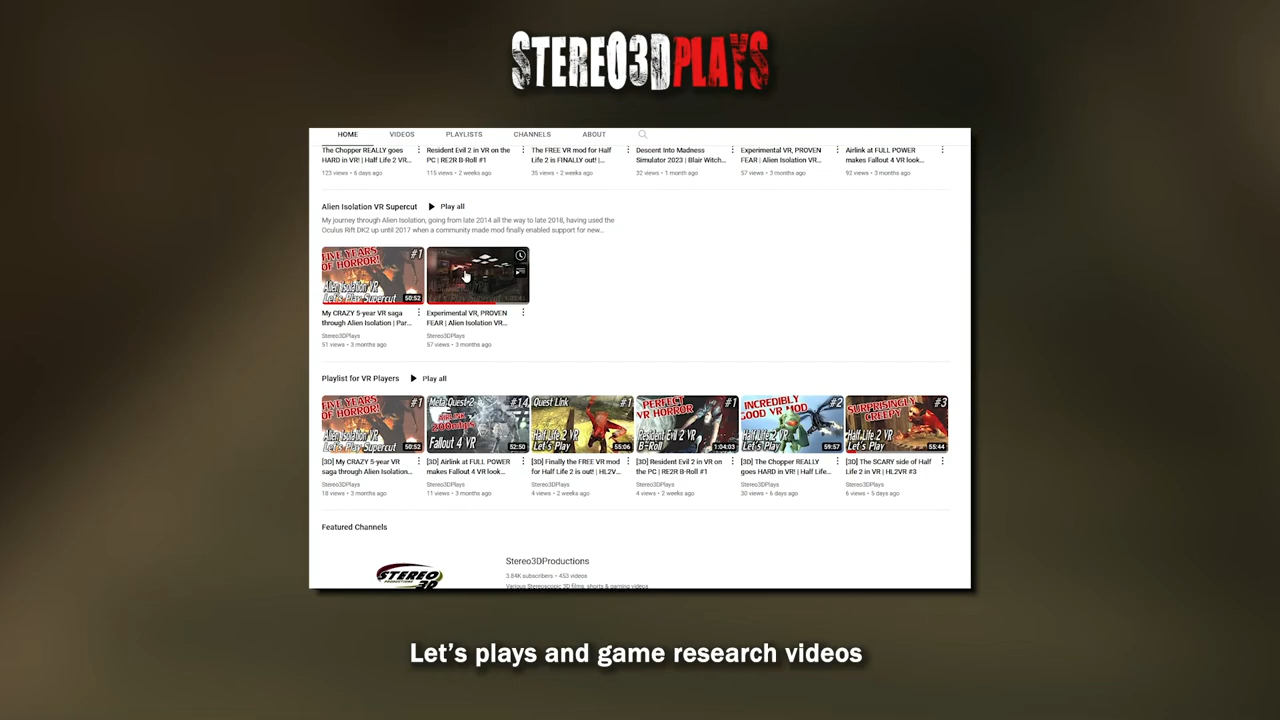 STEREO3DPLAYS
HOME VIDEOS PLAYLISTS CHANNELS ABOUT
The Chopper REALLY goes HARD in VR! | Half Life 2 VR...
123 views • 6 days ago
Resident Evil 2 in VR on the PC | RE2R B-Roll #1
115 views • 2 weeks ago
The FREE VR mod for Half Life 2 is FINALLY out! |...
35 views • 2 weeks ago
Descent Into Madness Simulator 2023 | Blair Witch...
32 views • 1 month ago
Experimental VR, PROVEN FEAR | Alien Isolation VR...
57 views • 3 months ago
Airlink at FULL POWER makes Fallout 4 VR look...
92 views • 3 months ago
Alien Isolation VR Supercut ▶ Play all
My journey through Alien Isolation, going from late 2014 all the way to late 2018, having used the
Oculus Rift DK2 up until 2017 when a community made mod finally enabled support for new...
FIVE YEARS OF HORROR!
#1
Alien Isolation VR
Let's Play Supercut
50:52
My CRAZY 5-year VR saga through Alien Isolation | Par...
Stereo3DPlays
51 views • 3 months ago
Experimental VR, PROVEN FEAR | Alien Isolation VR...
Stereo3DPlays
57 views • 3 months ago
Playlist for VR Players ▶ Play all
FIVE YEARS OF HORROR!
#1
Alien Isolation VR
Let's Play Supercut
50:52
[3D] My CRAZY 5-year VR saga through Alien Isolation...
Stereo3DPlays
18 views • 3 months ago
Meta Quest 2
#14
AIRLINK
200mbps
Fallout 4 VR
52:50
[3D] Airlink at FULL POWER makes Fallout 4 VR look...
Stereo3DPlays
11 views • 3 months ago
Quest Link
#1
Half-Life 2 VR
Let's Play
55:06
[3D] Finally the FREE VR mod for Half Life 2 is out! | HL2V...
Stereo3DPlays
4 views • 2 weeks ago
PERFECT VR HORROR
#1
Resident Evil 2 VR
B-Roll
1:04:03
[3D] Resident Evil 2 in VR on the PC | RE2R B-Roll #1
Stereo3DPlays
4 views • 2 weeks ago
INCREDIBLY GOOD VR MOD
#2
Half-Life 2 VR
Let's Play
59:57
[3D] The Chopper REALLY goes HARD in VR! | Half Life...
Stereo3DPlays
30 views • 6 days ago
SURPRISINGLY CREEPY
#3
Half-Life 2 VR
Let's Play
55:44
[3D] The SCARY side of Half Life 2 in VR | HL2VR #3
Stereo3DPlays
6 views • 5 days ago
Featured Channels
STEREO
PRODUCTIONS
3D
Stereo3DProductions
3.84K subscribers • 453 videos
Various Stereoscopic 3D films, shorts & gaming videos
Let's plays and game research videos